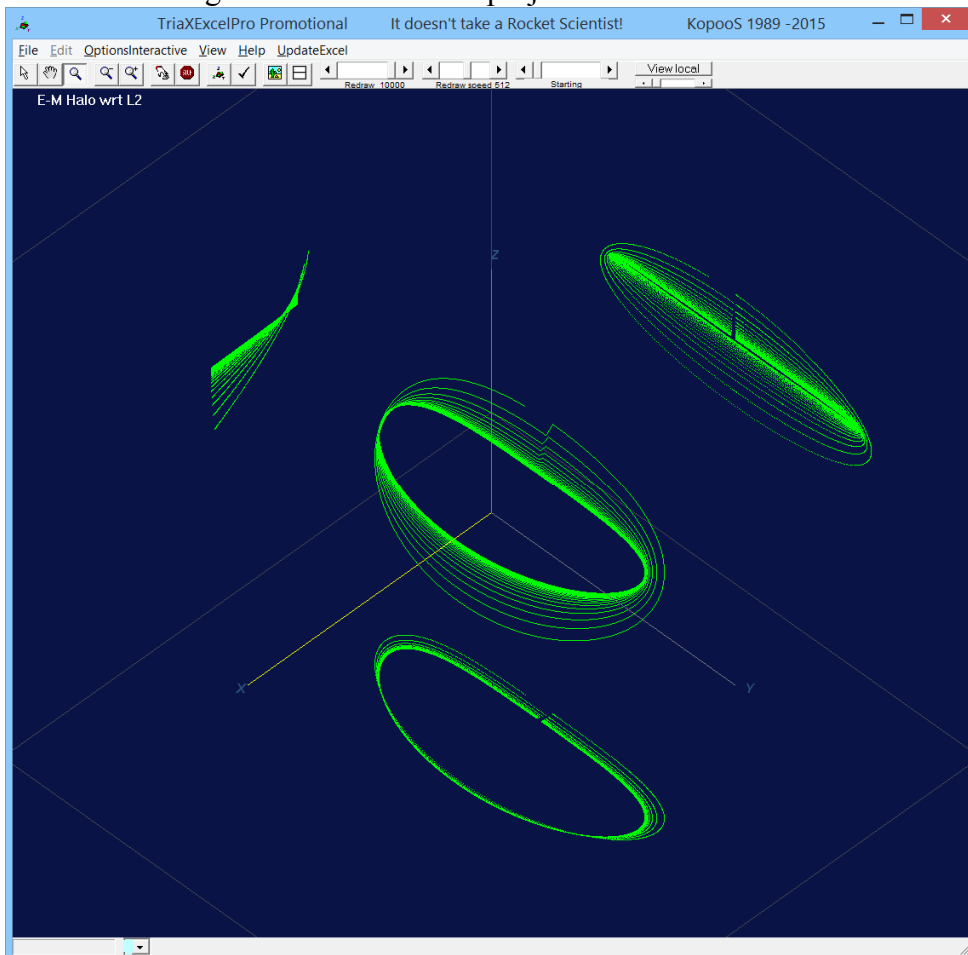 TriaXExcelPro Promotional It doesn't take a Rocket Scientist! KopooS 1989 -2015
File Edit OptionsInteractive View Help UpdateExcel
View local
Redraw 10000 Redraw speed 512 Starting
E-M Halo wrt L2
Z
X Y